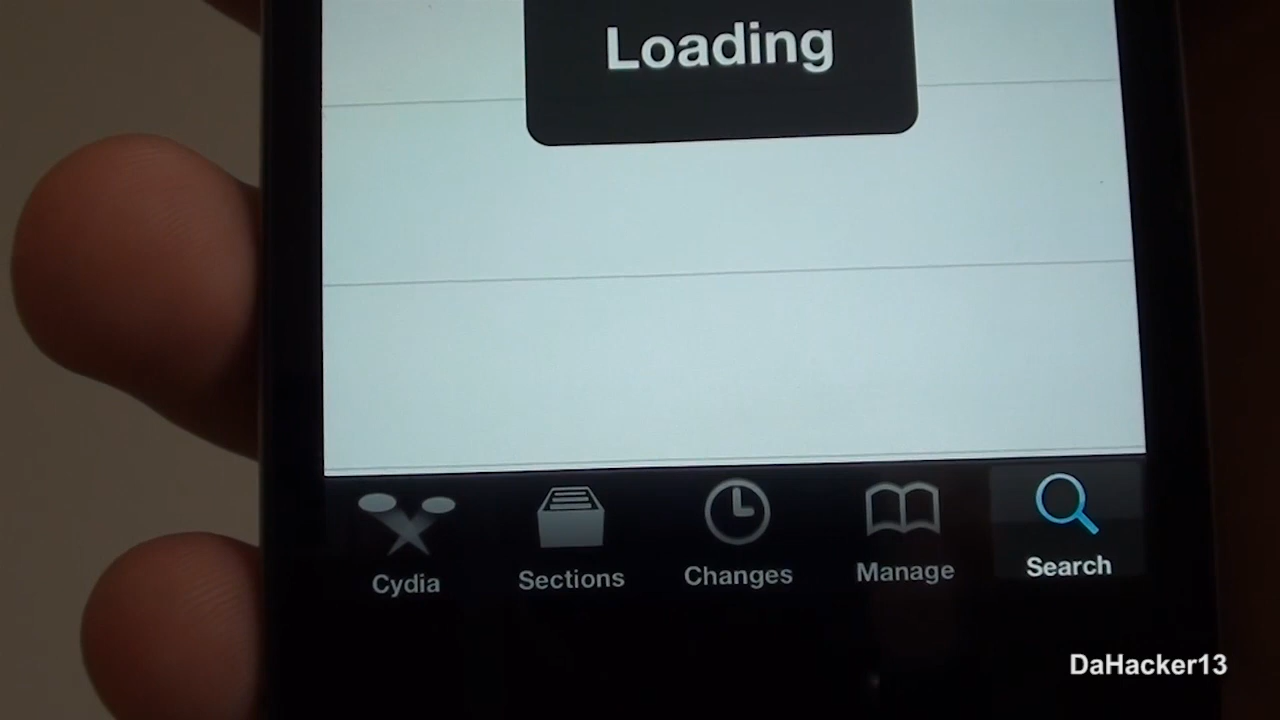 Loading
Cydia
Sections
Changes
Manage
Search
DaHacker13